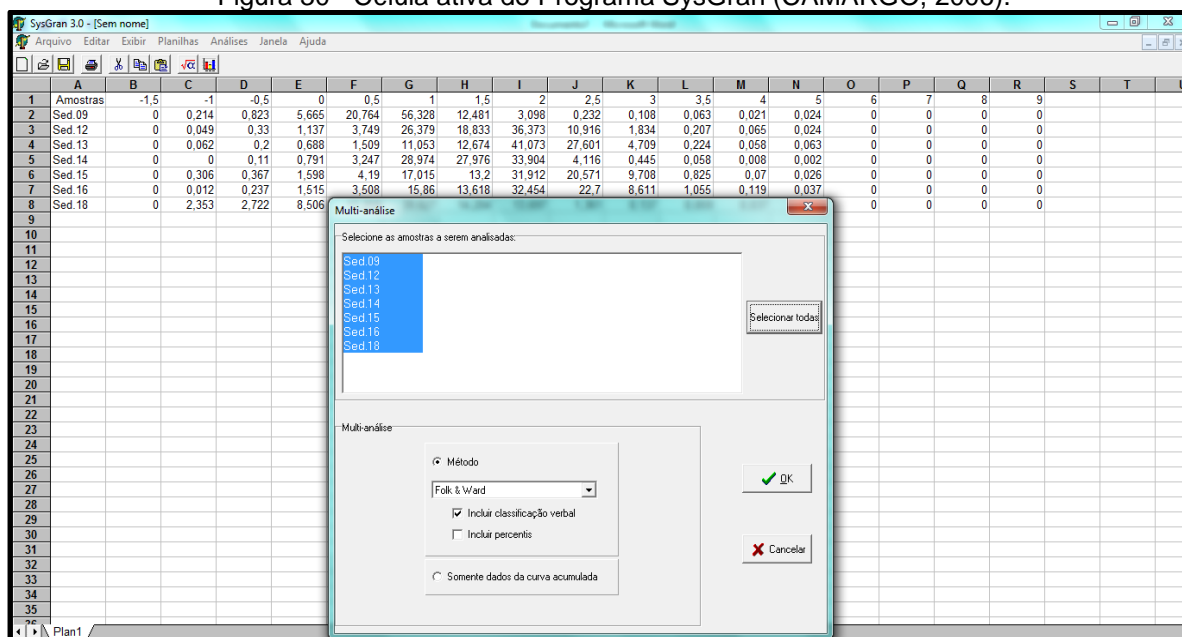 Célula ativa do Programa SysGran (CAMARGO,
SysGran 3.0 - [Sem nome]
Arquivo Editar Exibir Planilhas Análises Janela Ajuda
A B C D E F G H I J K L M N O P Q R S T U
1 Amostras -1,5 -1 -0,5 0 0,5 1 1,5 2 2,5 3 3,5 4 5 6 7 8 9
2 Sed.09 0 0,214 0,823 5,665 20,764 56,328 12,481 3,098 0,232 0,108 0,063 0,021 0,024 0 0 0 0
3 Sed.12 0 0,049 0,33 1,137 3,749 26,379 18,833 36,373 10,916 1,834 0,207 0,065 0,024 0 0 0 0
4 Sed.13 0 0,062 0,2 0,688 1,509 11,053 12,674 41,073 27,601 4,709 0,224 0,058 0,063 0 0 0 0
5 Sed.14 0 0 0,11 0,791 3,247 28,974 27,976 33,904 4,116 0,445 0,058 0,008 0,002 0 0 0 0
6 Sed.15 0 0,306 0,367 1,598 4,19 17,015 13,2 31,912 20,571 9,708 0,825 0,07 0,026 0 0 0 0
7 Sed.16 0 0,012 0,237 1,515 3,508 15,86 13,618 32,454 22,7 8,611 1,055 0,119 0,037 0 0 0 0
8 Sed.18 0 2,353 2,722 8,506 0 0 0 0
9
10
11
12
13
14
15
16
17
18
19
20
21
22
23
24
25
26
27
28
29
30
31
32
33
34
35
Multi-análise
Selecione as amostras a serem analisadas:
Sed.09
Sed.12
Sed.13
Sed.14
Sed.15
Sed.16
Sed.18
Selecionar todas
Multi-análise
Método
Folk & Ward
Incluir classificação verbal
Incluir percentis
Somente dados da curva acumulada
OK
Cancelar
Plan1